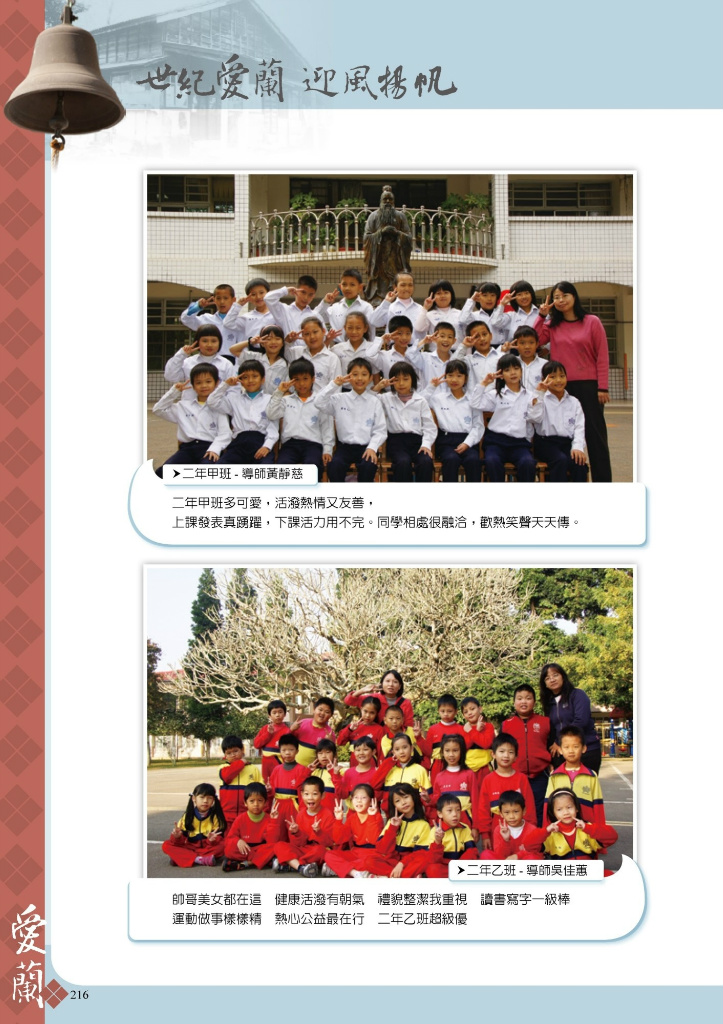 世紀愛蘭 迎風揚帆
二年甲班 - 導師黃靜慈
二年甲班多可愛，活潑熱情又友善，
上課發表真踴躍，下課活力用不完。同學相處很融洽，歡熱笑聲天天傳。
二年乙班 - 導師吳佳蕙
帥哥美女都在這　健康活潑有朝氣　禮貌整潔我重視　讀書寫字一級棒
運動做事樣樣精　熱心公益最在行　二年乙班超級優
愛蘭
216